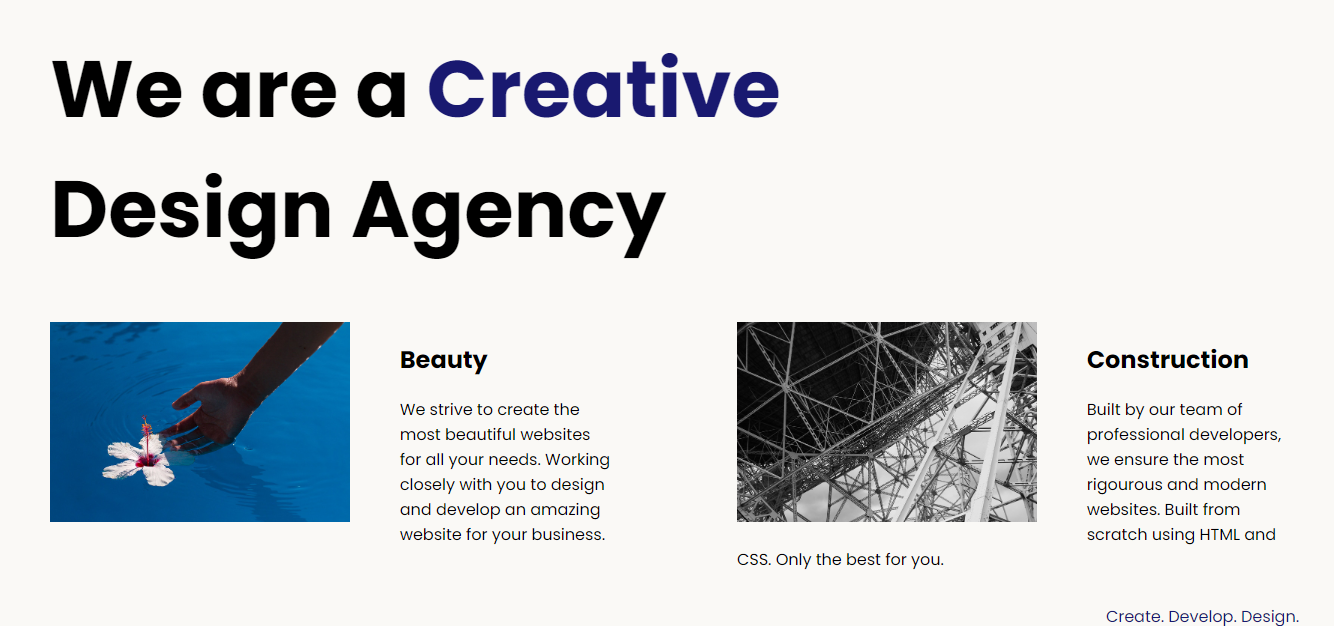 We are a Creative
Design Agency
Beauty
We strive to create the
most beautiful websites
for all your needs. Working
closely with you to design
and develop an amazing
website for your business.
Construction
Built by our team of
professional developers,
we ensure the most
rigourous and modern
websites. Built from
scratch using HTML and
CSS. Only the best for you.
Create. Develop. Design.